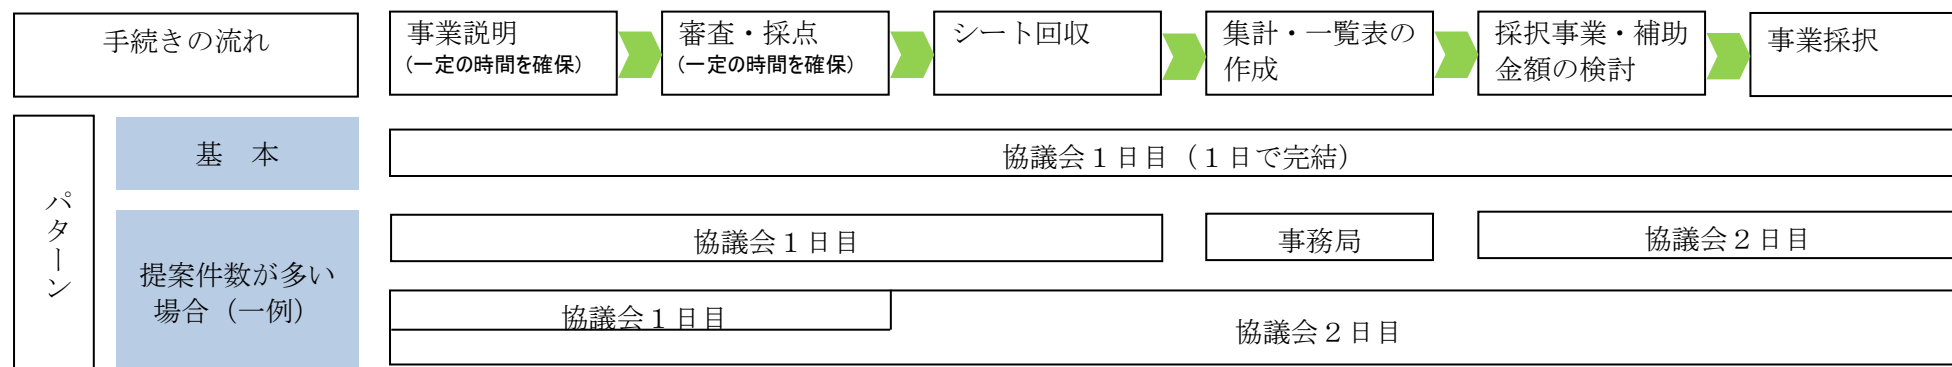 手続きの流れ
事業説明
(一定の時間を確保)
審査・採点
(一定の時間を確保)
シート回収
集計・一覧表の
作成
採択事業・補助
金額の検討
事業採択
パターン
基　本
協議会１日目（１日で完結）
提案件数が多い
場合（一例）
協議会１日目
事務局
協議会２日目
協議会１日目
協議会２日目